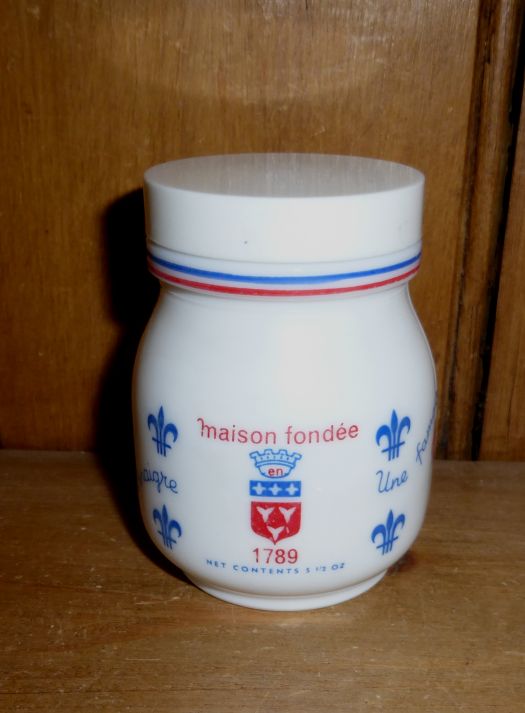 maison fondée
en
1789
NET CONTENTS 5 1/2 OZ
Une